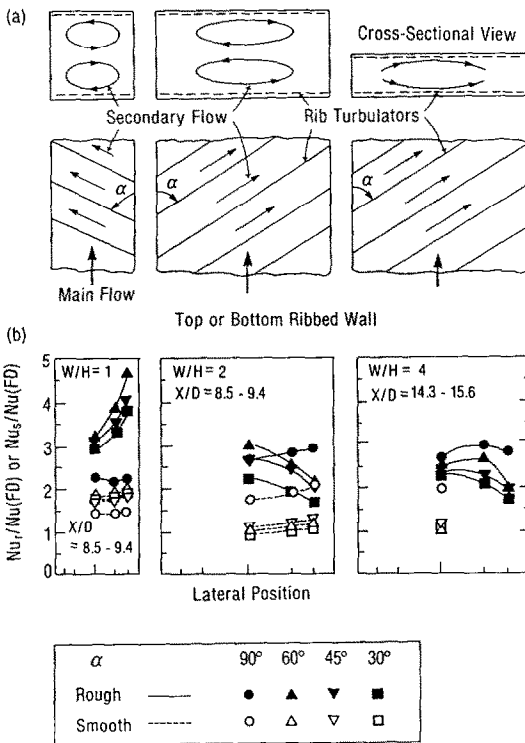 (a)
Cross-Sectional View
Secondary Flow
Rib Turbulators
α
α
α
Main Flow
Top or Bottom Ribbed Wall
(b)
Nuᵣ/Nu(FD) or Nuₛ/Nu(FD)
5
4
3
2
1
0
W/H = 1
X/D
= 8.5 - 9.4
W/H = 2
X/D = 8.5 - 9.4
W/H = 4
X/D = 14.3 - 15.6
Lateral Position
α 90° 60° 45° 30°
Rough
Smooth